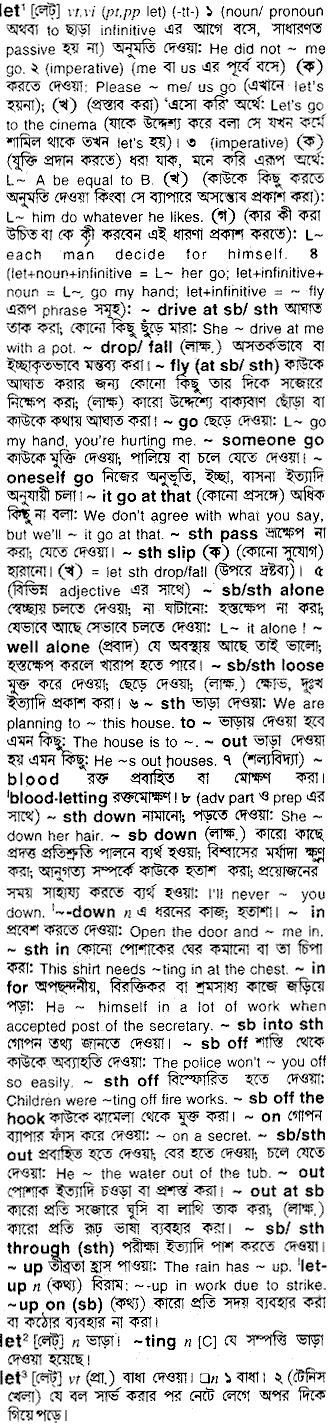 let¹ [লেট্] vt,vi (pt,pp let) (-tt-) ১ (noun/ pronoun
অথবা to ছাড়া infinitive এর আগে বসে, সাধারণত
passive হয় না) অনুমতি দেওয়া: He did not ~ me
go. ২ (imperative) (me বা us এর পূর্বে বসে) (ক)
করতে দেওয়া: Please ~ me/ us go (এখানে let's
হয়না); (খ) (প্রস্তাব করা) 'এসো করি' অর্থে: Let's go
to the cinema (যাকে উদ্দেশ্য করে বলা সে যখন কর্মে
শামিল থাকে তখন let's হয়)। ৩ (imperative) (ক)
(যুক্তি প্রদান করতে) ধরা যাক, মনে করি এরূপ অর্থে:
L~ A be equal to B. (খ) (কাউকে কিছু করতে
অনুমতি দেওয়া কিংবা সে ব্যাপারে অসন্তোষ প্রকাশ করা):
L~ him do whatever he likes. (গ) (কার কী করা
উচিত বা কে কী করবেন এই ধারণা প্রকাশ করতে): L~
each man decide for himself. ৪
(let+noun+infinitive = L~ her go; let+infinitive+
noun = L~ go my hand; let+infinitive = ~ fly
এরূপ phrase সমূহ): ~ drive at sb/ sth আঘাত
তাক করা; কোনো কিছু ছুঁড়ে মারা: She ~ drive at me
with a pot. ~ drop/ fall (লাক্ষ.) অসতর্কভাবে বা
ইচ্ছাকৃতভাবে মন্তব্য করা। ~ fly (at sb/ sth) কাউকে
আঘাত করার জন্য কোনো কিছু তার দিকে সজোরে
নিক্ষেপ করা; (লাক্ষ) কারো উদ্দেশ্যে বাক্যবাণ ছোঁড়া বা
কাউকে কথায় আঘাত করা। ~ go ছেড়ে দেওয়া: L~ go
my hand, you're hurting me. ~ someone go
কাউকে মুক্তি দেওয়া; পালিয়ে বা চলে যেতে দেওয়া। ~
oneself go নিজের অনুভূতি, ইচ্ছা, বাসনা ইত্যাদি
অনুযায়ী চলা। ~ it go at that (কোনো প্রসঙ্গে) অধিক
কিছু না বলা: We don't agree with what you say,
but we'll ~ it go at that. ~ sth pass ভ্রূক্ষেপ না
করা; যেতে দেওয়া। ~ sth slip (ক) (কোনো সুযোগ)
হারানো। (খ) = let sth drop/fall (উপরে দ্রষ্টব্য)। ৫
(বিভিন্ন adjective এর সাথে) ~ sb/sth alone
স্বেচ্ছায় চলতে দেওয়া; না ঘাটানো: হস্তক্ষেপ না করা;
যেভাবে আছে সেভাবে চলতে দেওয়া: L~ it alone ! ~
well alone (প্রবাদ) যে অবস্থায় আছে তাই ভালো;
হস্তক্ষেপ করলে খারাপ হতে পারে। ~ sb/sth loose
মুক্ত করে দেওয়া; ছেড়ে দেওয়া; (লাক্ষ.) ক্ষোভ, দুঃখ
ইত্যাদি প্রকাশ করা। ৬ ~ sth ভাড়া দেওয়া: We are
planning to ~ this house. to ~ ভাড়ায় দেওয়া হবে
এমন কিছু: The house is to ~. ~ out ভাড়া দেওয়া
হয় এমন কিছু: He ~s out houses. ৭ (শল্যবিদ্যা) ~
blood রক্ত প্রবাহিত বা মোক্ষণ করা।
ˈblood-letting রক্তমোক্ষণ। ৮ (adv part ও prep এর
সাথে) ~ sth down নামানো; পড়তে দেওয়া: She ~
down her hair. ~ sb down (লাক্ষ.) কারো কাছে
প্রদত্ত প্রতিশ্রুতি পালনে ব্যর্থ হওয়া; বিশ্বাসের মর্যাদা ক্ষুণ্ণ
করা; আনুগত্য সম্পর্কে কাউকে হতাশ করা; প্রয়োজনের
সময় সাহায্য করতে ব্যর্থ হওয়া: I'll never ~ you
down. ˈ~-down n এ ধরনের কাজ; হতাশা। ~ in
প্রবেশ করতে দেওয়া: Open the door and ~ me in.
~ sth in কোনো পোশাকের ঘের কমানো বা তা চিপা
করা: This shirt needs ~ting in at the chest. ~ in
for অপছন্দনীয়, বিরক্তিকর বা শ্রমসাধ্য কাজে জড়িয়ে
পড়া: He ~ himself in a lot of work when
accepted post of the secretary. ~ sb into sth
গোপন তথ্য জানতে দেওয়া। ~ sb off শাস্তি থেকে
কাউকে অব্যাহতি দেওয়া: The police won't ~ you off
so easily. ~ sth off বিস্ফোরিত হতে দেওয়া:
Children were ~ting off fire works. ~ sb off the
hook কাউকে ঝামেলা থেকে মুক্ত করা। ~ on গোপন
ব্যাপার ফাঁস করে দেওয়া: ~ on a secret. ~ sb/sth
out প্রবাহিত হতে দেওয়া; বের হতে দেওয়া; চলে যেতে
দেওয়া: He ~ the water out of the tub. ~ out
পোশাক ইত্যাদি চওড়া বা প্রশস্ত করা। ~ out at sb
কারো প্রতি সজোরে ঘুসি বা লাথি তাক করা, (লাক্ষ.)
কারো প্রতি রূঢ় ভাষা ব্যবহার করা। ~ sb/ sth
through (sth) পরীক্ষা ইত্যাদি পাশ করতে দেওয়া।
~ up তীব্রতা হ্রাস পাওয়া: The rain has ~ up. ˈlet-
up n (কথ্য) বিরাম: ~-up in work due to strike.
~up on (sb) (কথ্য) কারো প্রতি সদয় ব্যবহার করা
বা কঠোর ব্যবহার না করা।
let² [লেট্] n ভাড়া। ~ting n [C] যে সম্পত্তি ভাড়া
দেওয়া হয়েছে।
let³ [লেট্] vt (প্রা.) বাধা দেওয়া। □n ১ বাধা। ২ (টেনিস
খেলা) যে বল সার্ভ করার পর নেটে লেগে অপর দিকে
গিয়ে পড়ে।